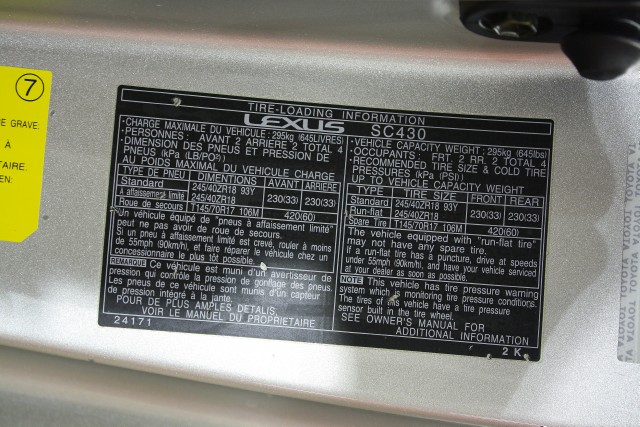 ⑦
E GRAVE:
À
TAIRE.
EN:
TIRE-LOADING INFORMATION
LEXUS SC430
·CHARGE MAXIMALE DU VÉHICULE : 295kg (645LIVRES)
·PERSONNES: AVANT 2 ARRIÈRE 2 TOTAL 4
·DIMENSION DES PNEUS ET PRESSION DE
PNEUS (kPa (LB/PO²))
AU POIDS MAXIMAL DU VEHICULE CHARGE
TYPE DE PNEU DIMENTIONS AVANT ARRIÈRE
Standard 245/40ZR18 93Y 230(33) 230(33)
À affaissement limité 245/40ZR18
Roue de secours T145/70R17 106M 420(60)
Un véhicule équipé de "pneus à affaissement limité"
peut ne pas avoir de roue de secours.
Si un pneu à affaissement est crevé, rouler à moins
de 55mph (90km/h), et faire réparer le véhicule chez un
concessionnaire le plus tôt possible.
REMARQUE Ce véhicule est muni d'un avertisseur de
pression qui contrôle la pression de gonflage des pneus.
Les pneus de ce véhicule sont munis d'un capteur
de pression intégré à la jante.
POUR DE PLUS AMPLES DETALIS,
VOIR LE MANUEL DU PROPRIÉTAIRE
24171
·VEHICLE CAPACITY WEIGHT : 295kg (645lbs)
·OCCUPANTS: FRT. 2 RR. 2 TOTAL 4
·RECOMMENDED TIRE SIZE & COLD TIRE
PRESSURES (kPa (PSI))
UP TO VEHICLE CAPACITY WEIGHT
TYPE TIRE SIZE FRONT REAR
Standard 245/40ZR18 93Y 230(33) 230(33)
Run-flat 245/40ZR18
Spare Tire T145/70R17 106M 420(60)
The vehicle equipped with "run-flat tire"
may not have any spare tire.
If a run-flat tire has a puncture, drive at speeds
under 55mph (90km/h), and have your vehicle serviced
at your dealer as soon as possible.
NOTE This vehicle has tire pressure warning
system which is monitoring tire pressure conditions.
The tires of this vehicle have a tire pressure
sensor built in the tire wheel.
SEE OWNER'S MANUAL FOR
ADDITIONAL INFORMATION
2 K
TOYOTA TOYOTA TOYOTA